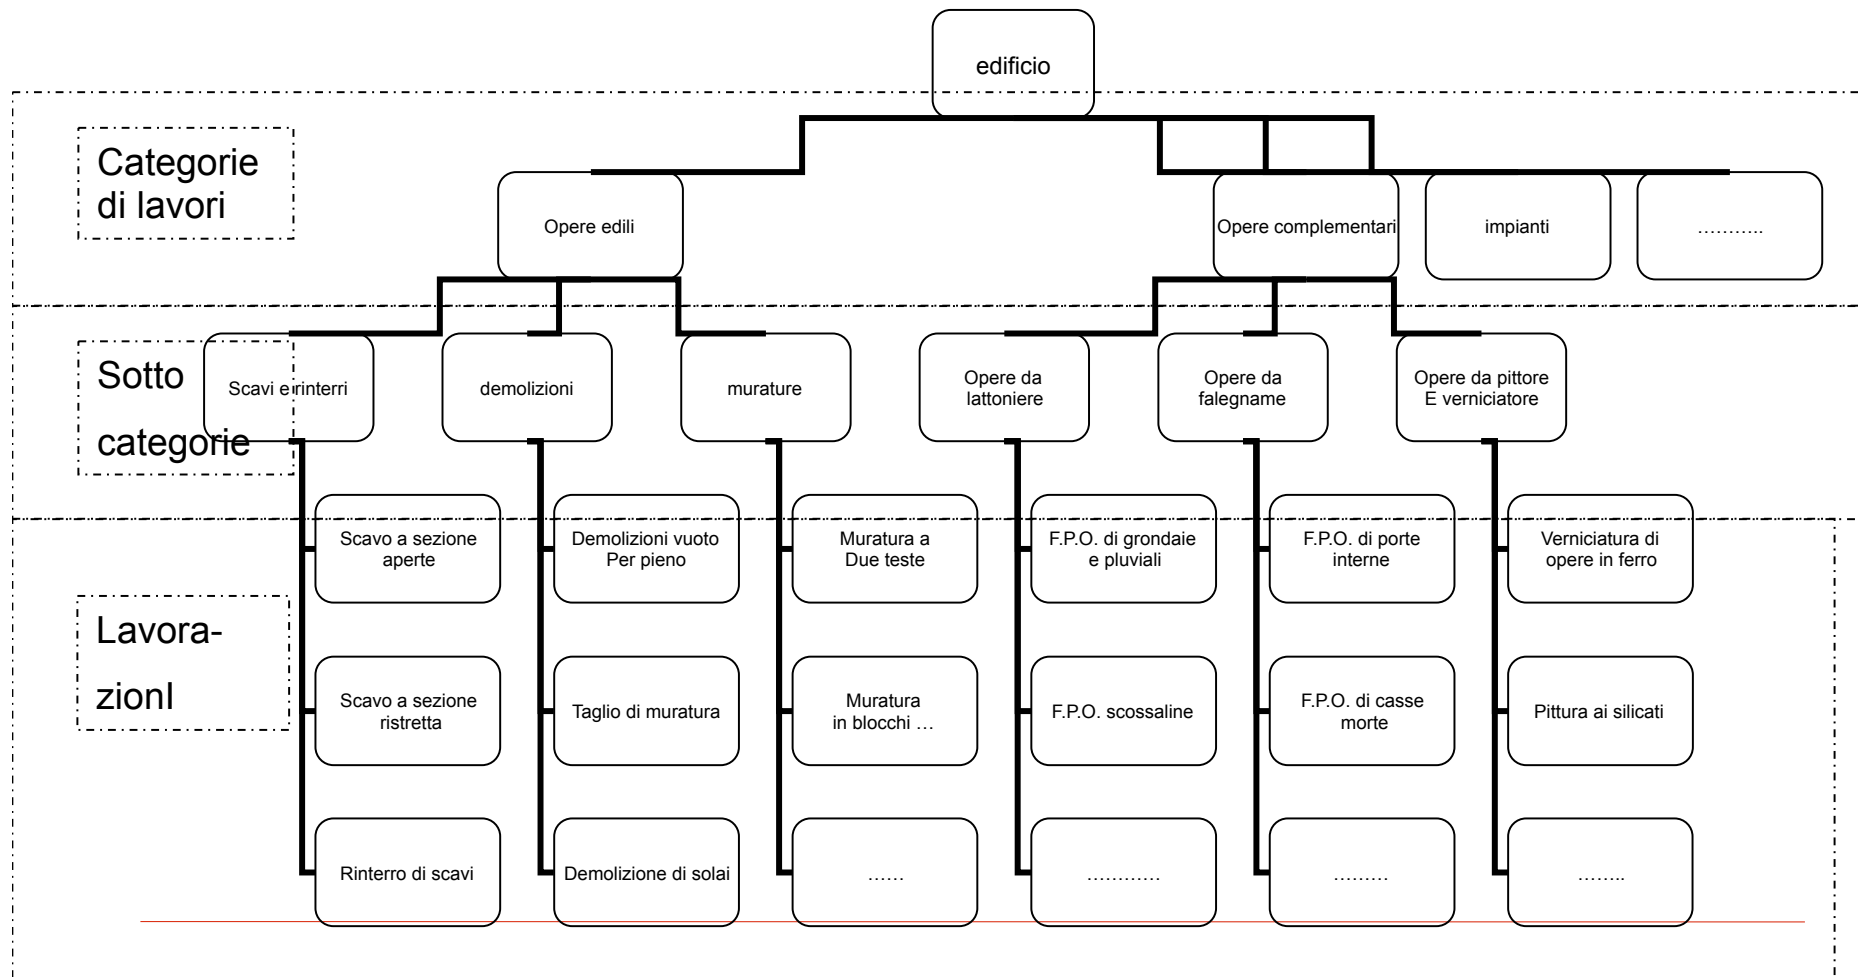 edificio
Categorie
di lavori
Opere edili
Opere complementari
impianti
………..
Sotto
categorie
Scavi e rinterri
demolizioni
murature
Opere da
lattoniere
Opere da
falegname
Opere da pittore
E verniciatore
Lavora-
zionI
Scavo a sezione
aperte
Demolizioni vuoto
Per pieno
Muratura a
Due teste
F.P.O. di grondaie
e pluviali
F.P.O. di porte
interne
Verniciatura di
opere in ferro
Scavo a sezione
ristretta
Taglio di muratura
Muratura
in blocchi …
F.P.O. scossaline
F.P.O. di casse
morte
Pittura ai silicati
Rinterro di scavi
Demolizione di solai
……
…………
………
……..